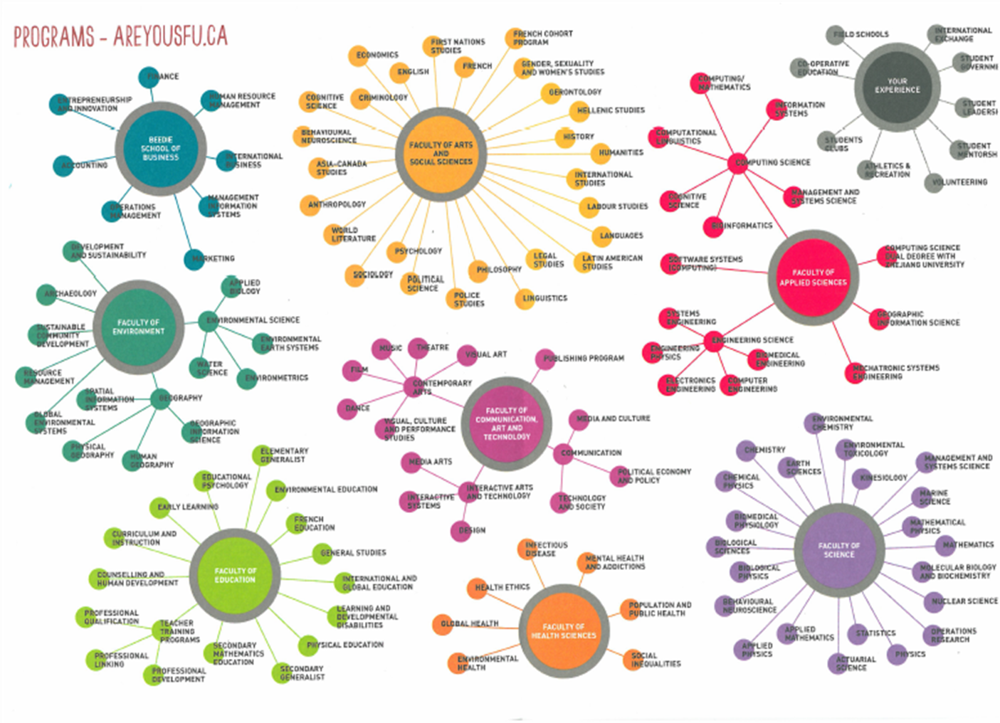 PROGRAMS - AREYOUSFU.CA
FINANCE
ENTREPRENEURSHIP
AND INNOVATION
HUMAN RESOURCE
MANAGEMENT
BEEDIE
SCHOOL OF
BUSINESS
ACCOUNTING
INTERNATIONAL
BUSINESS
OPERATIONS
MANAGEMENT
MANAGEMENT
INFORMATION
SYSTEMS
MARKETING
ECONOMICS
FIRST NATIONS
STUDIES
FRENCH COHORT
PROGRAM
ENGLISH
FRENCH
GENDER, SEXUALITY
AND WOMEN'S STUDIES
COGNITIVE
SCIENCE
CRIMINOLOGY
GERONTOLOGY
HELLENIC STUDIES
BEHAVIOURAL
NEUROSCIENCE
HISTORY
FACULTY OF ARTS
AND
SOCIAL SCIENCES
HUMANITIES
ASIA-CANADA
STUDIES
INTERNATIONAL
STUDIES
ANTHROPOLOGY
LABOUR STUDIES
WORLD
LITERATURE
LANGUAGES
PSYCHOLOGY
LEGAL
STUDIES
LATIN AMERICAN
STUDIES
SOCIOLOGY
POLITICAL
SCIENCE
PHILOSOPHY
POLICE
STUDIES
LINGUISTICS
FIELD SCHOOLS
INTERNATIONAL
EXCHANGE
CO-OPERATIVE
EDUCATION
STUDENT
GOVERNME
YOUR
EXPERIENCE
STUDENT
LEADERSH
STUDENTS
CLUBS
STUDENT
MENTORSH
ATHLETICS &
RECREATION
VOLUNTEERING
COMPUTING/
MATHEMATICS
INFORMATION
SYSTEMS
COMPUTATIONAL
LINGUISTICS
COMPUTING SCIENCE
COGNITIVE
SCIENCE
MANAGEMENT AND
SYSTEMS SCIENCE
BIOINFORMATICS
SOFTWARE SYSTEMS
(COMPUTING)
FACULTY OF
APPLIED SCIENCES
COMPUTING SCIENCE
DUAL DEGREE WITH
ZHEJIANG UNIVERSITY
SYSTEMS
ENGINEERING
GEOGRAPHIC
INFORMATION SCIENCE
ENGINEERING SCIENCE
ENGINEERING
PHYSICS
BIOMEDICAL
ENGINEERING
ELECTRONICS
ENGINEERING
COMPUTER
ENGINEERING
MECHATRONIC SYSTEMS
ENGINEERING
DEVELOPMENT
AND SUSTAINABILITY
ARCHAEOLOGY
APPLIED
BIOLOGY
FACULTY OF
ENVIRONMENT
ENVIRONMENTAL SCIENCE
SUSTAINABLE
COMMUNITY
DEVELOPMENT
ENVIRONMENTAL
EARTH SYSTEMS
WATER
SCIENCE
ENVIRONMETRICS
RESOURCE
MANAGEMENT
SPATIAL
INFORMATION
SYSTEMS
GEOGRAPHY
GLOBAL
ENVIRONMENTAL
SYSTEMS
GEOGRAPHIC
INFORMATION
SCIENCE
PHYSICAL
GEOGRAPHY
HUMAN
GEOGRAPHY
MUSIC
THEATRE
VISUAL ART
PUBLISHING PROGRAM
FILM
CONTEMPORARY
ARTS
DANCE
VISUAL, CULTURE
AND PERFORMANCE
STUDIES
FACULTY OF
COMMUNICATION,
ART AND
TECHNOLOGY
MEDIA AND CULTURE
COMMUNICATION
MEDIA ARTS
POLITICAL ECONOMY
AND POLICY
INTERACTIVE
SYSTEMS
INTERACTIVE ARTS
AND TECHNOLOGY
TECHNOLOGY
AND SOCIETY
DESIGN
ELEMENTARY
GENERALIST
EDUCATIONAL
PSYCHOLOGY
ENVIRONMENTAL EDUCATION
EARLY LEARNING
FRENCH
EDUCATION
CURRICULUM AND
INSTRUCTION
GENERAL STUDIES
FACULTY OF
EDUCATION
COUNSELLING AND
HUMAN DEVELOPMENT
INTERNATIONAL AND
GLOBAL EDUCATION
PROFESSIONAL
QUALIFICATION
TEACHER
TRAINING
PROGRAMS
LEARNING AND
DEVELOPMENTAL
DISABILITIES
PROFESSIONAL
LINKING
SECONDARY
MATHEMATICS
EDUCATION
PHYSICAL EDUCATION
PROFESSIONAL
DEVELOPMENT
SECONDARY
GENERALIST
INFECTIOUS
DISEASE
MENTAL HEALTH
AND ADDICTIONS
HEALTH ETHICS
POPULATION AND
PUBLIC HEALTH
GLOBAL HEALTH
FACULTY OF
HEALTH SCIENCES
ENVIRONMENTAL
HEALTH
SOCIAL
INEQUALITIES
ENVIRONMENTAL
CHEMISTRY
CHEMISTRY
ENVIRONMENTAL
TOXICOLOGY
EARTH
SCIENCES
MANAGEMENT AND
SYSTEMS SCIENCE
CHEMICAL
PHYSICS
KINESIOLOGY
MARINE
SCIENCE
BIOMEDICAL
PHYSIOLOGY
MATHEMATICAL
PHYSICS
BIOLOGICAL
SCIENCES
FACULTY OF
SCIENCE
MATHEMATICS
BIOLOGICAL
PHYSICS
MOLECULAR BIOLOGY
AND BIOCHEMISTRY
BEHAVIOURAL
NEUROSCIENCE
NUCLEAR SCIENCE
APPLIED
MATHEMATICS
STATISTICS
OPERATIONS
RESEARCH
APPLIED
PHYSICS
ACTUARIAL
SCIENCE
PHYSICS